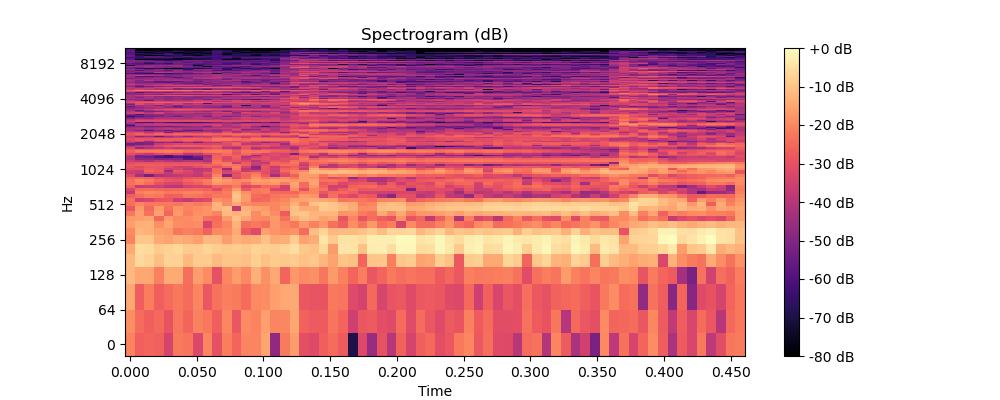 Spectrogram (dB)
Hz
8192
4096
2048
1024
512
256
128
64
0
0.000 0.050 0.100 0.150 0.200 0.250 0.300 0.350 0.400 0.450
Time
+0 dB
-10 dB
-20 dB
-30 dB
-40 dB
-50 dB
-60 dB
-70 dB
-80 dB